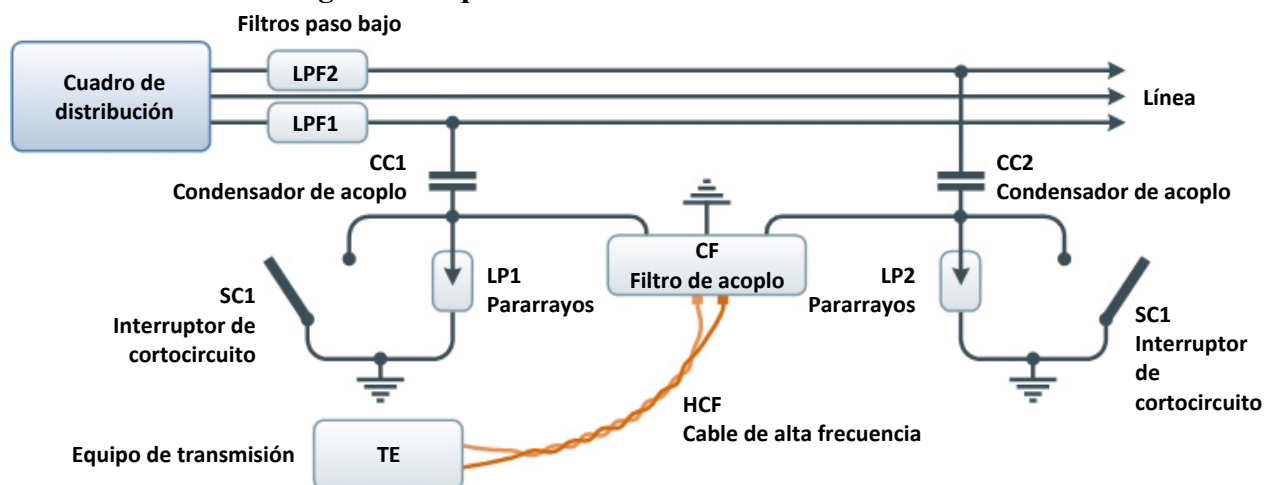 Filtros paso bajo
Cuadro de
distribución
LPF2
LPF1
Línea
CC1
Condensador de acoplo
CC2
Condensador de acoplo
CF
Filtro de acoplo
LP1
Pararrayos
LP2
Pararrayos
SC1
Interruptor de
cortocircuito
SC1
Interruptor
de
cortocircuito
HCF
Cable de alta frecuencia
Equipo de transmisión
TE